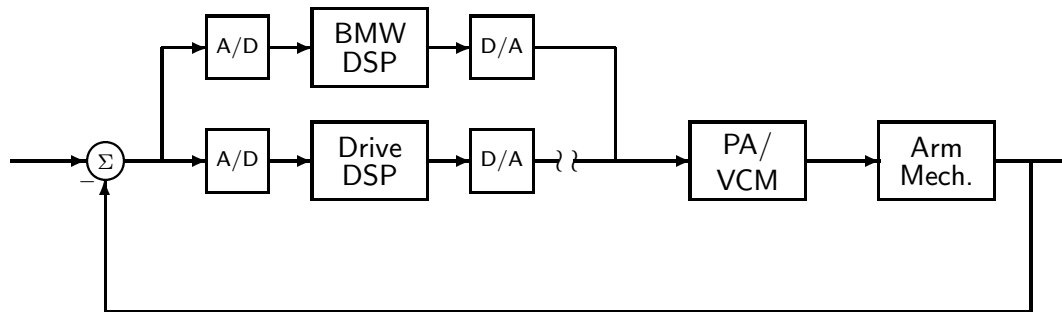 A/D
BMW
DSP
D/A
Σ
−
A/D
Drive
DSP
D/A
PA/
VCM
Arm
Mech.